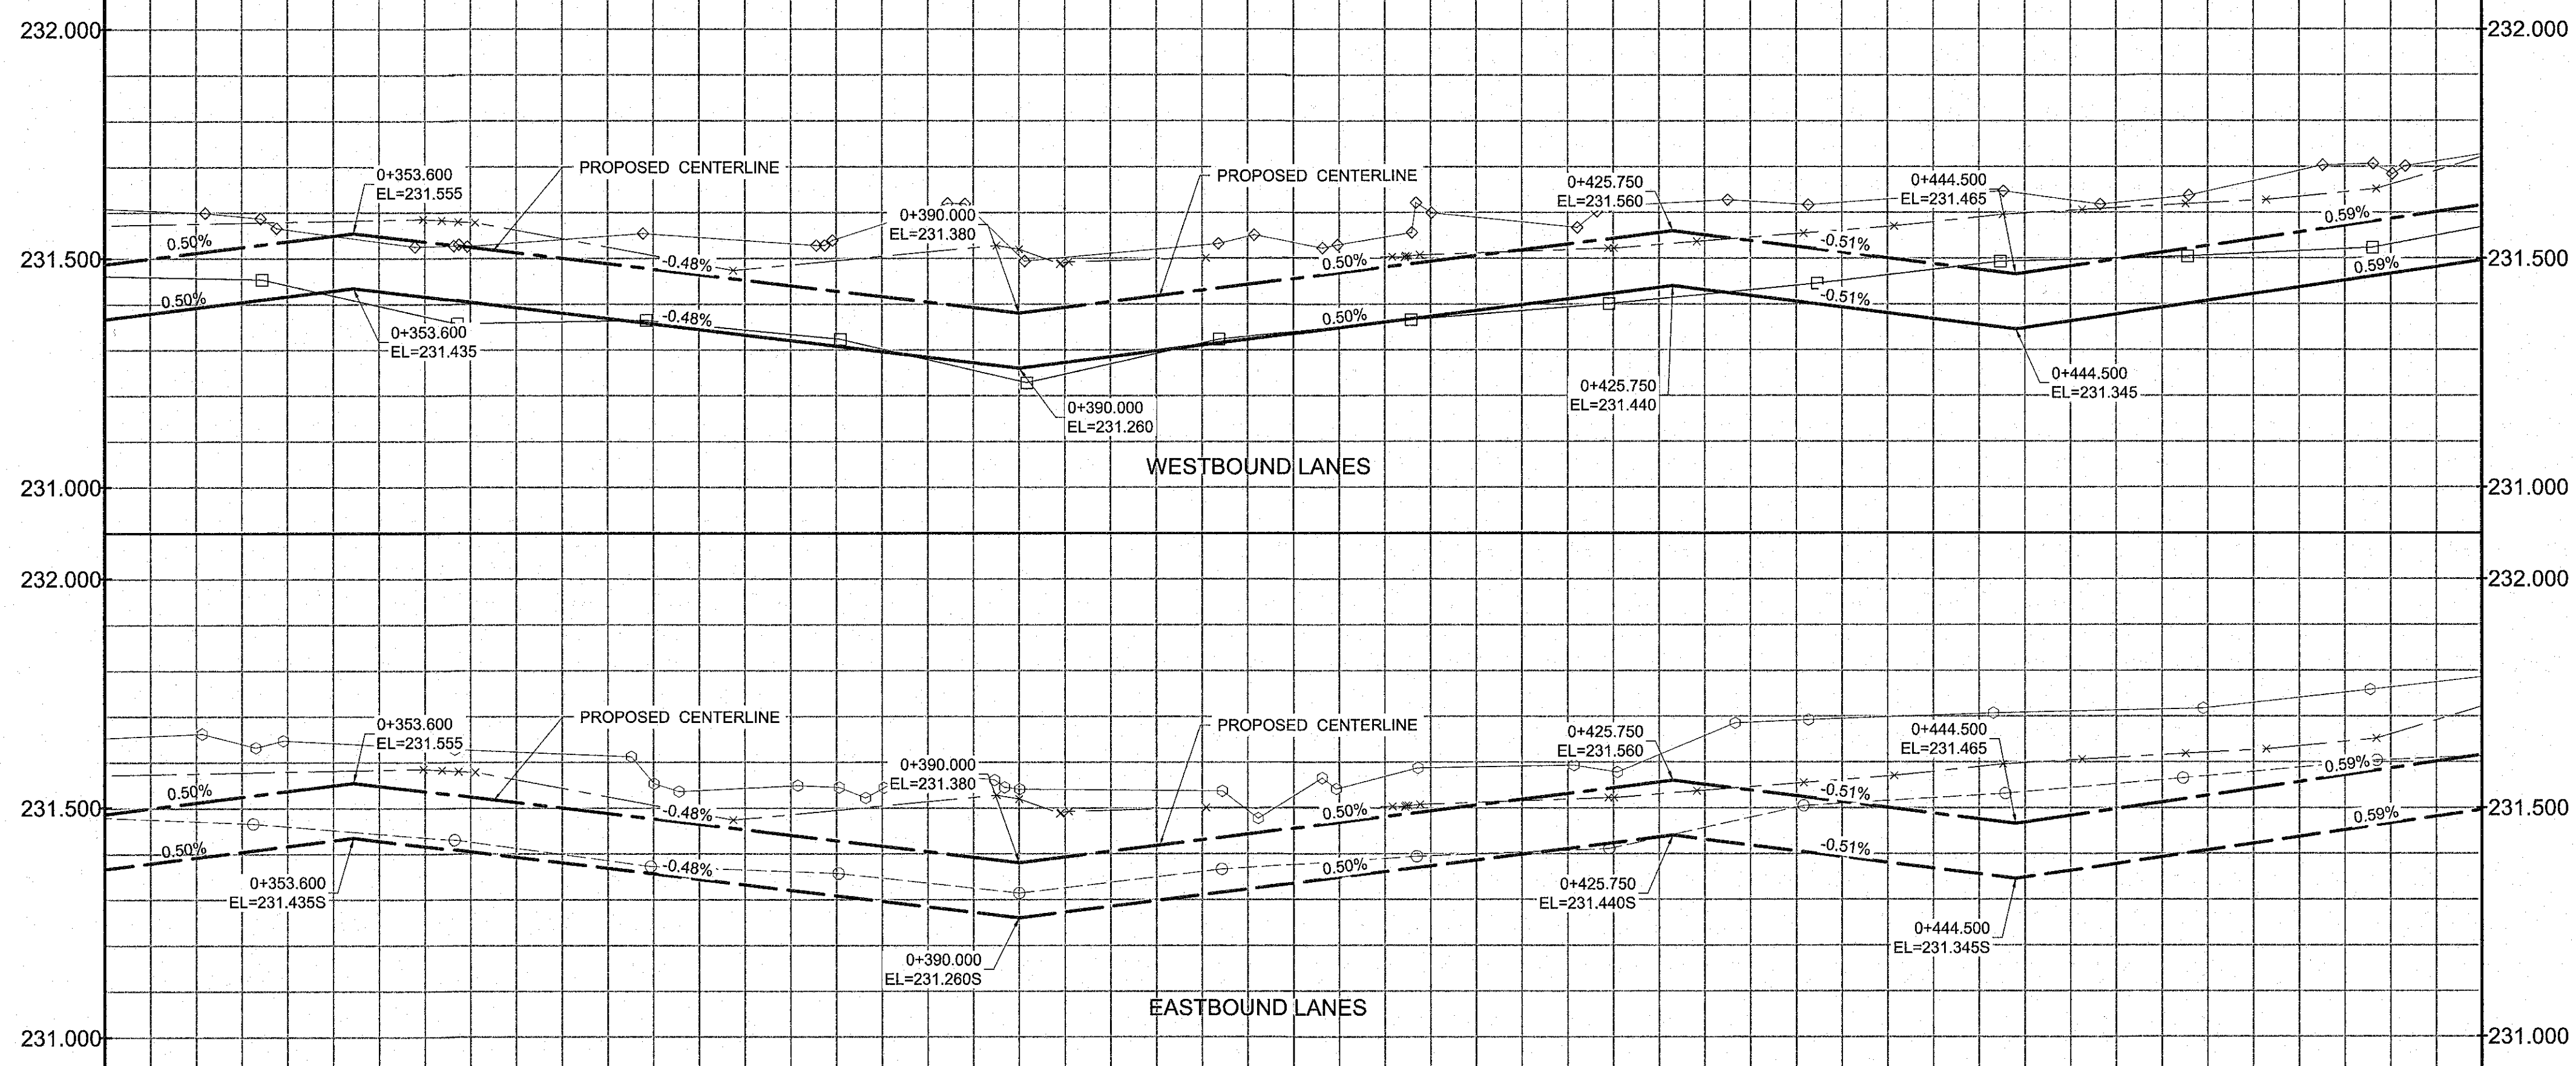 232.000
232.000
0+353.600
EL=231.555
PROPOSED CENTERLINE
PROPOSED CENTERLINE
0+425.750
EL=231.560
0+444.500
EL=231.465
0+390.000
EL=231.380
0.50%
-0.48%
0.50%
-0.51%
0.59%
231.500
231.500
0.50%
-0.48%
0.50%
-0.51%
0.59%
0+353.600
EL=231.435
0+390.000
EL=231.260
0+425.750
EL=231.440
0+444.500
EL=231.345
WESTBOUND LANES
231.000
231.000
232.000
232.000
0+353.600
EL=231.555
PROPOSED CENTERLINE
PROPOSED CENTERLINE
0+425.750
EL=231.560
0+444.500
EL=231.465
0+390.000
EL=231.380
0.50%
-0.48%
0.50%
-0.51%
0.59%
231.500
231.500
0.50%
-0.48%
0.50%
-0.51%
0.59%
0+353.600
EL=231.435S
0+390.000
EL=231.260S
0+425.750
EL=231.440S
0+444.500
EL=231.345S
EASTBOUND LANES
231.000
231.000